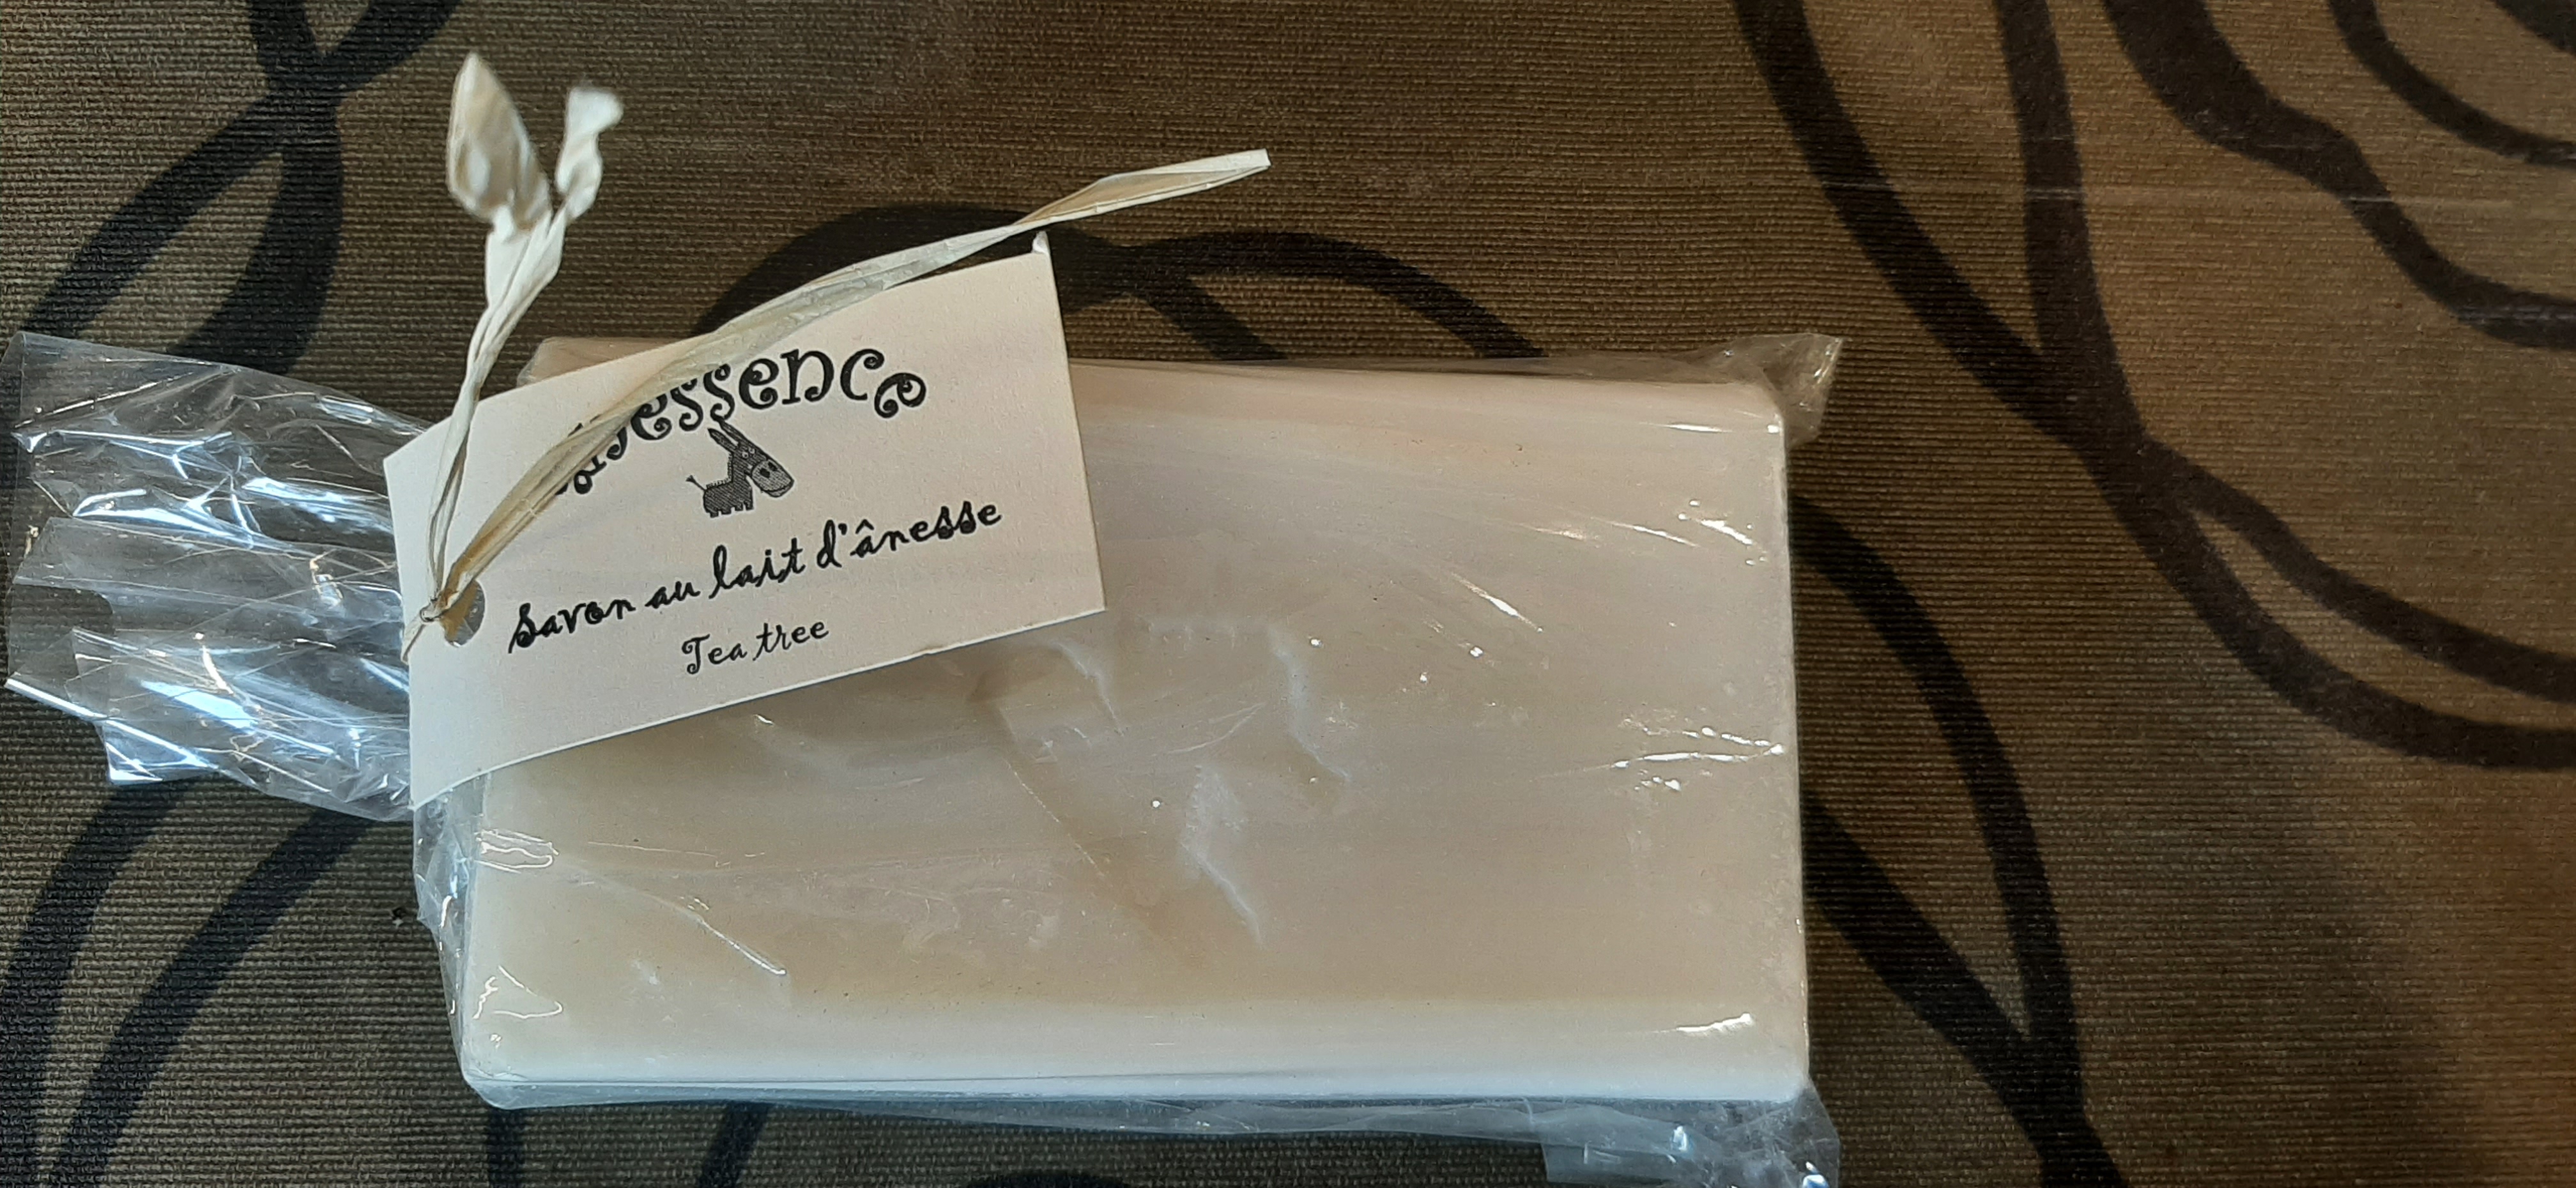 Savon au lait d'ânesse
Tea tree